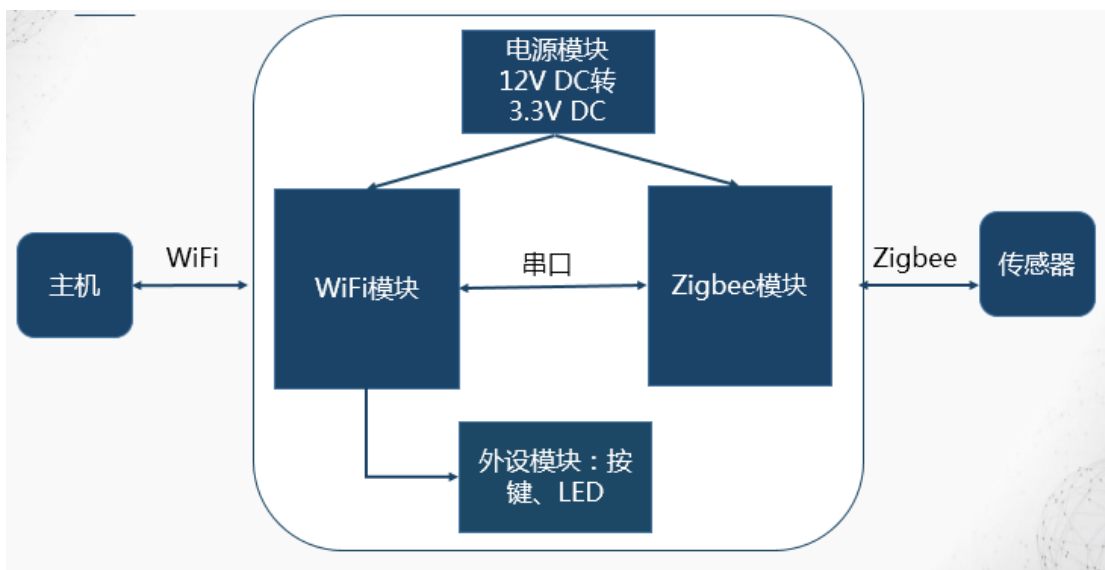 电源模块
12V DC转
3.3V DC
主机
WiFi
WiFi模块
串口
Zigbee模块
Zigbee
传感器
外设模块：按
键、LED